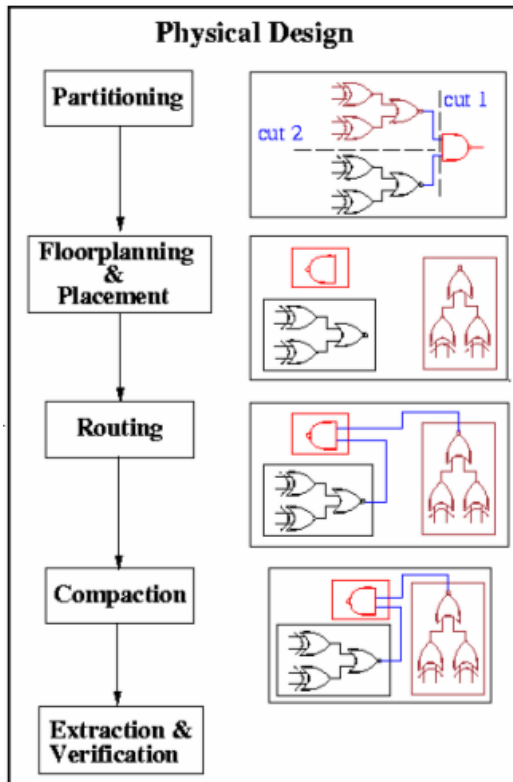 Physical Design
Partitioning
cut 1
cut 2
Floorplanning
&
Placement
Routing
Compaction
Extraction &
Verification